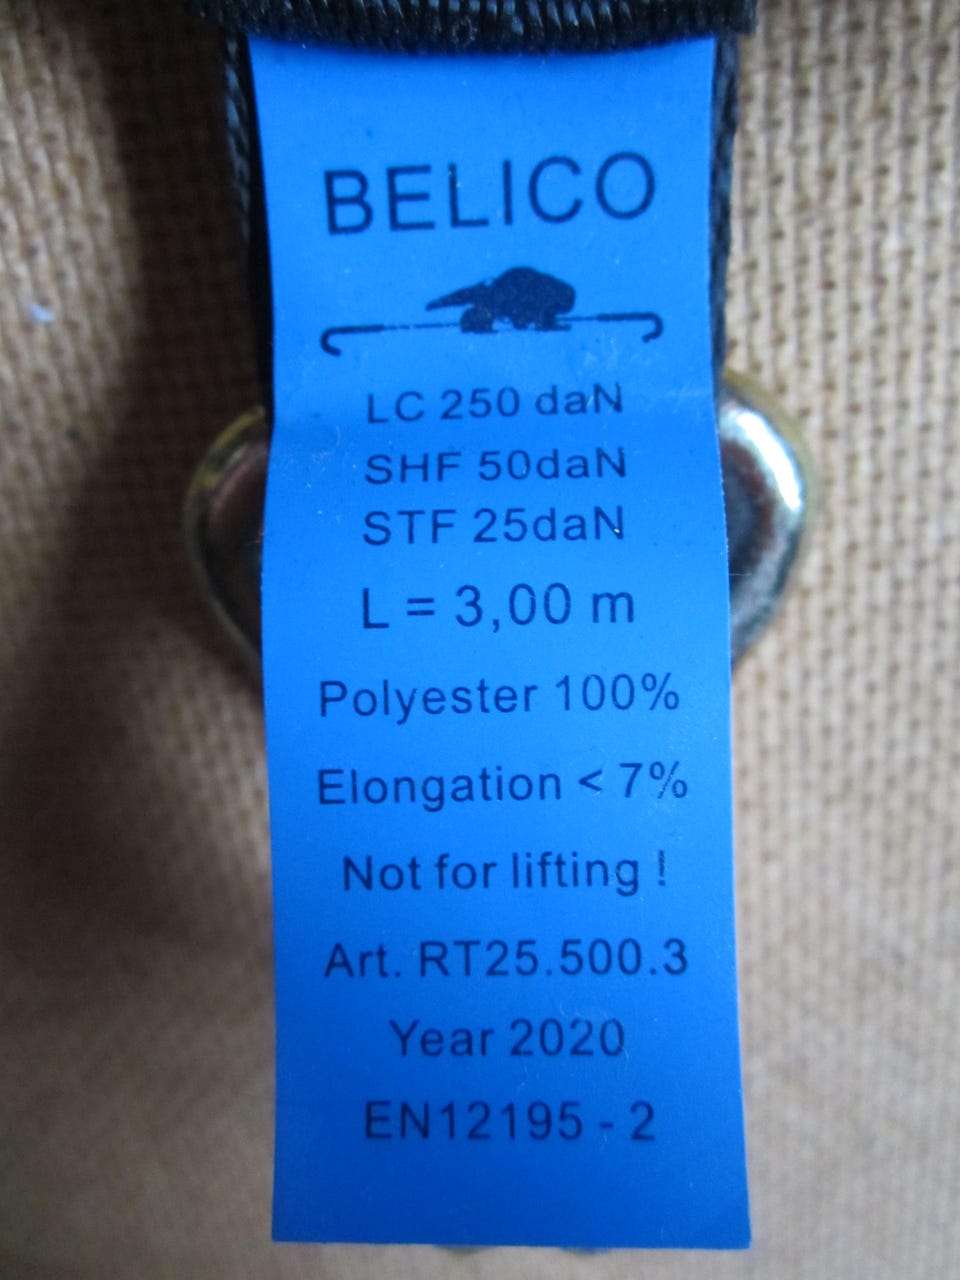 BELICO
LC 250 daN
SHF 50daN
STF 25daN
L = 3,00 m
Polyester 100%
Elongation < 7%
Not for lifting !
Art. RT25.500.3
Year 2020
EN12195 - 2